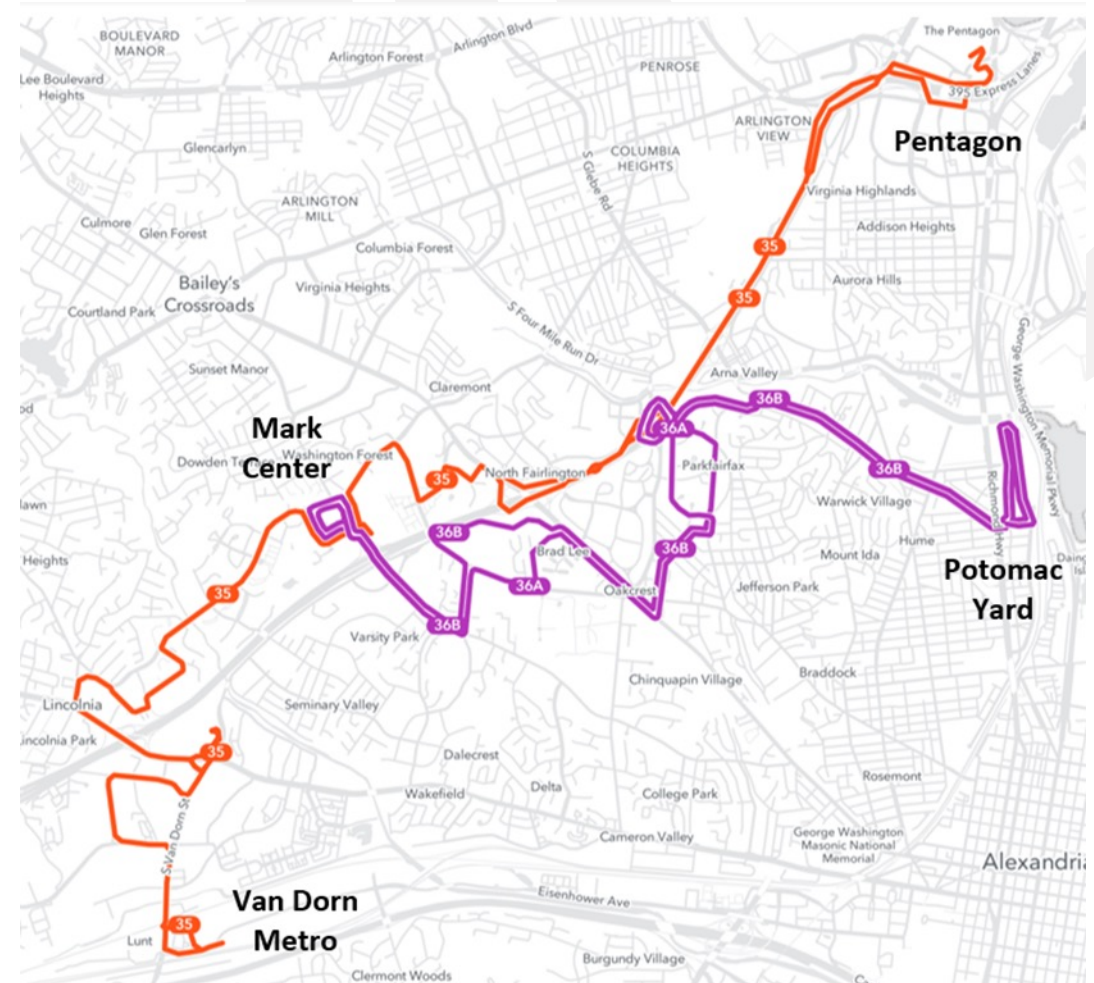 BOULEVARD
MANOR
Arlington Forest
Arlington Blvd
The Pentagon
Lee Boulevard
Heights
PENROSE
395 Express Lanes
ARLINGTON
VIEW
Pentagon
Glencarlyn
COLUMBIA
HEIGHTS
S Glebe Rd
Virginia Highlands
ARLINGTON
MILL
Culmore
Glen Forest
Addison Heights
Columbia Forest
35
Bailey's
Crossroads
Virginia Heights
Aurora Hills
35
Courtland Park
S Four Mile Run Dr
George Washington Memorial Pkwy
Sunset Manor
Arna Valley
Claremont
36B
Mark
Center
36A
Washington Forest
Dowden Terrace
35
North Fairlington
Parkfairfax
36B
Richmond Hwy
lawn
Warwick Village
36B
Hume
Heights
Brad Lee
36B
Mount Ida
Potomac
Yard
36A
Oakcrest
Jefferson Park
35
36B
Varsity Park
Braddock
Chinquapin Village
Lincolnia
Seminary Valley
incolnia Park
35
Dalecrest
Rosemont
Wakefield
Delta
College Park
S Van Dorn St
Cameron Valley
George Washington
Masonic National
Memorial
Alexandria
Van Dorn
Metro
Eisenhower Ave
35
Lunt
Burgundy Village
Clermont Woods